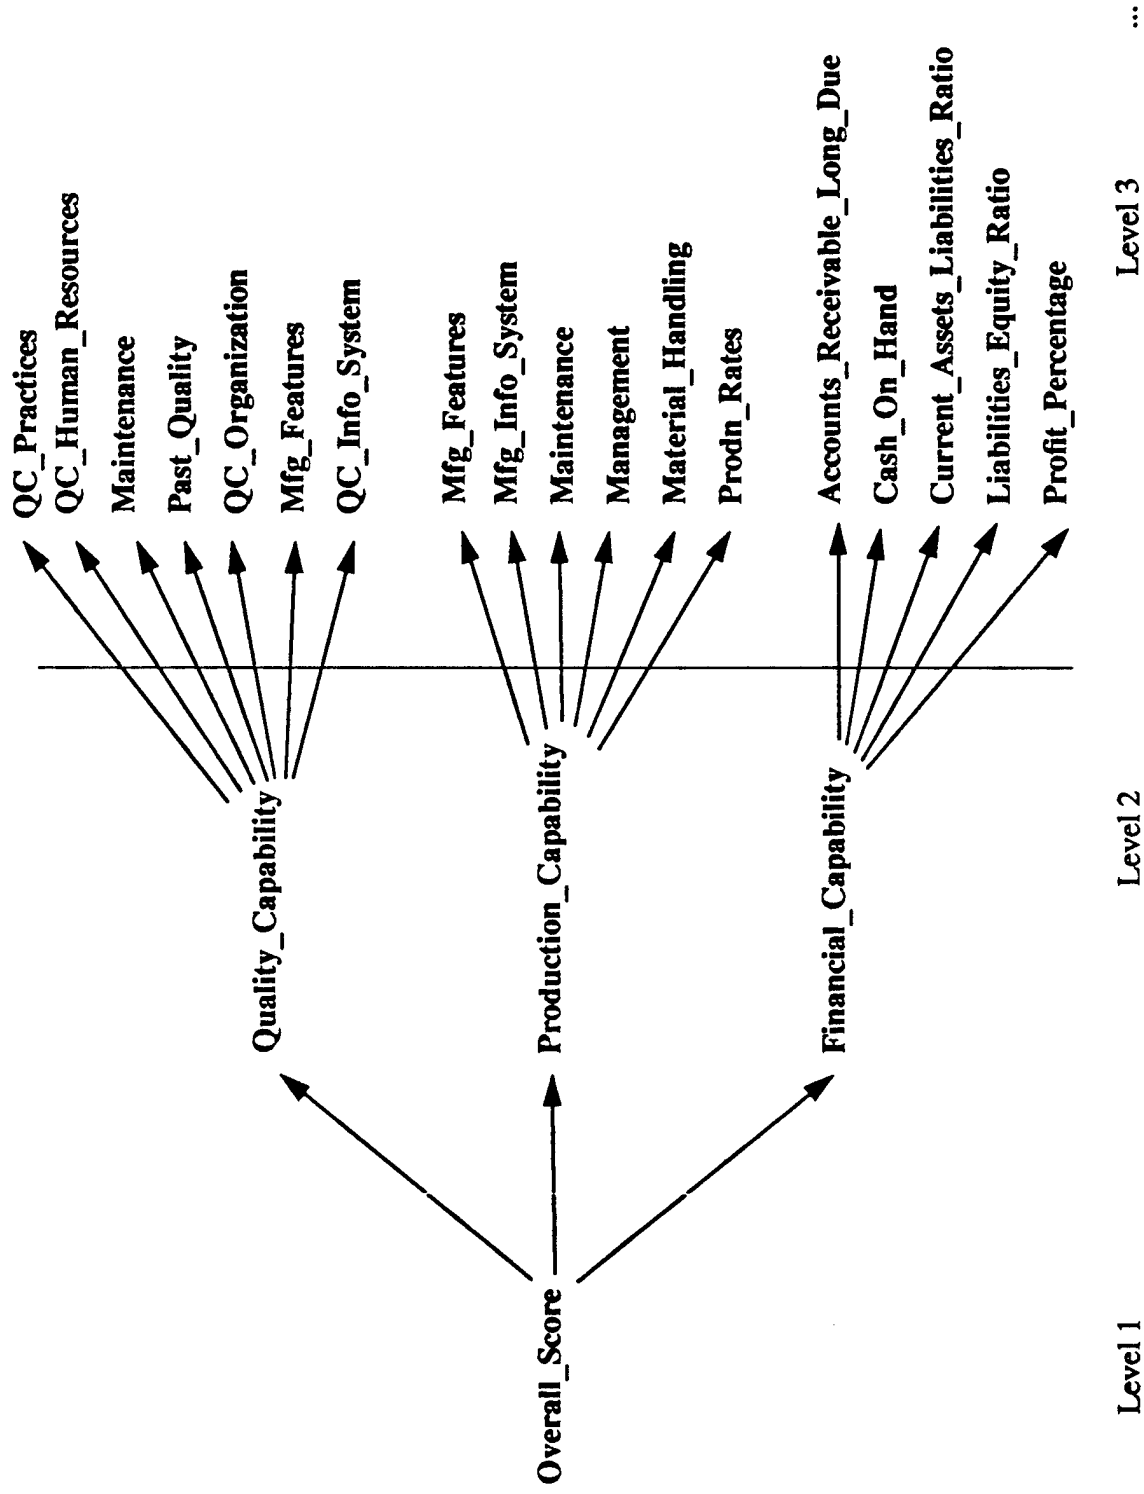 Overall_Score
Quality_Capability
Production_Capability
Financial_Capability
QC_Practices
QC_Human_Resources
Maintenance
Past_Quality
QC_Organization
Mfg_Features
QC_Info_System
Mfg_Features
Mfg_Info_System
Maintenance
Management
Material_Handling
Prodn_Rates
Accounts_Receivable_Long_Due
Cash_On_Hand
Current_Assets_Liabilities_Ratio
Liabilities_Equity_Ratio
Profit_Percentage
Level 1
Level 2
Level 3
...